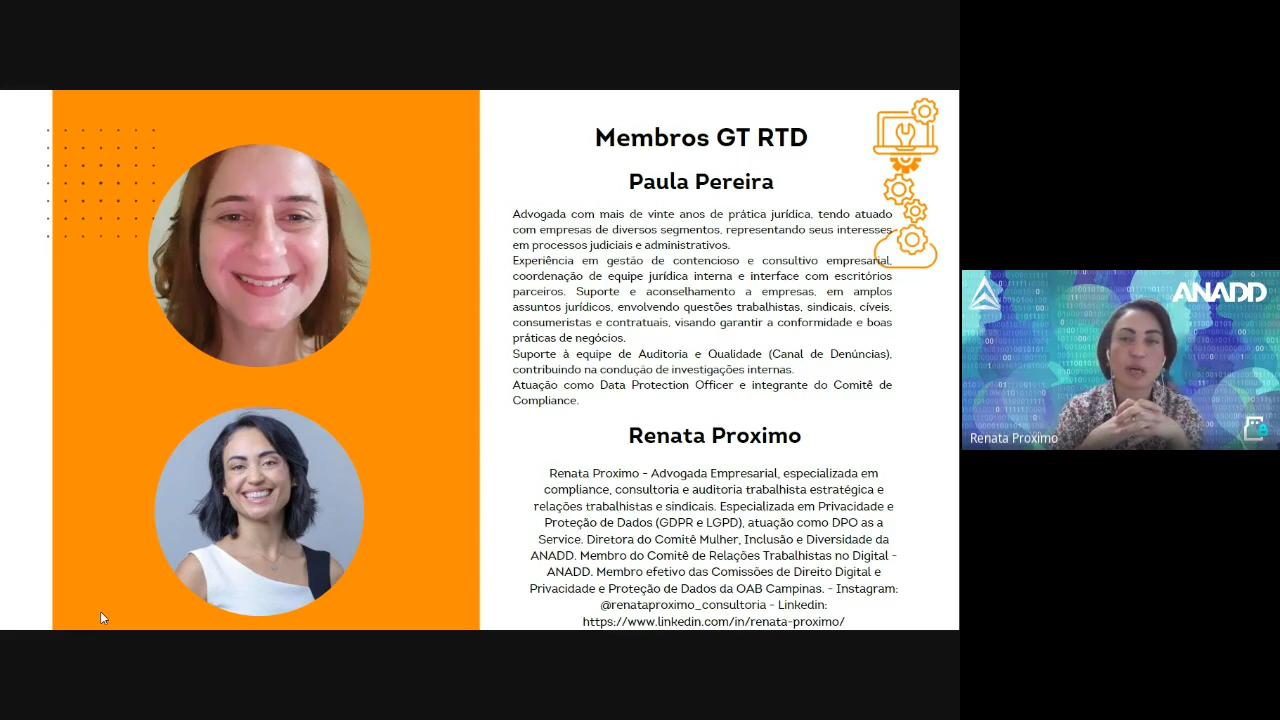 Membros GT RTD
Paula Pereira
Advogada com mais de vinte anos de prática jurídica, tendo atuado
com empresas de diversos segmentos, representando seus interesses
em processos judiciais e administrativos.
Experiência em gestão de contencioso e consultivo empresarial,
coordenação de equipe jurídica interna e interface com escritórios
parceiros. Suporte e aconselhamento a empresas, em amplos
assuntos jurídicos, envolvendo questões trabalhistas, sindicais, cíveis,
consumeristas e contratuais, visando garantir a conformidade e boas
práticas de negócios.
Suporte à equipe de Auditoria e Qualidade (Canal de Denúncias),
contribuindo na condução de investigações internas.
Atuação como Data Protection Officer e integrante do Comitê de
Compliance.
Renata Proximo
Renata Proximo - Advogada Empresarial, especializada em
compliance, consultoria e auditoria trabalhista estratégica e
relações trabalhistas e sindicais. Especializada em Privacidade e
Proteção de Dados (GDPR e LGPD), atuação como DPO as a
Service. Diretora do Comitê Mulher, Inclusão e Diversidade da
ANADD. Membro do Comitê de Relações Trabalhistas no Digital -
ANADD. Membro efetivo das Comissões de Direito Digital e
Privacidade e Proteção de Dados da OAB Campinas. - Instagram:
@renataproximo_consultoria - Linkedin:
https://www.linkedin.com/in/renata-proximo/
ANADD
Renata Proximo